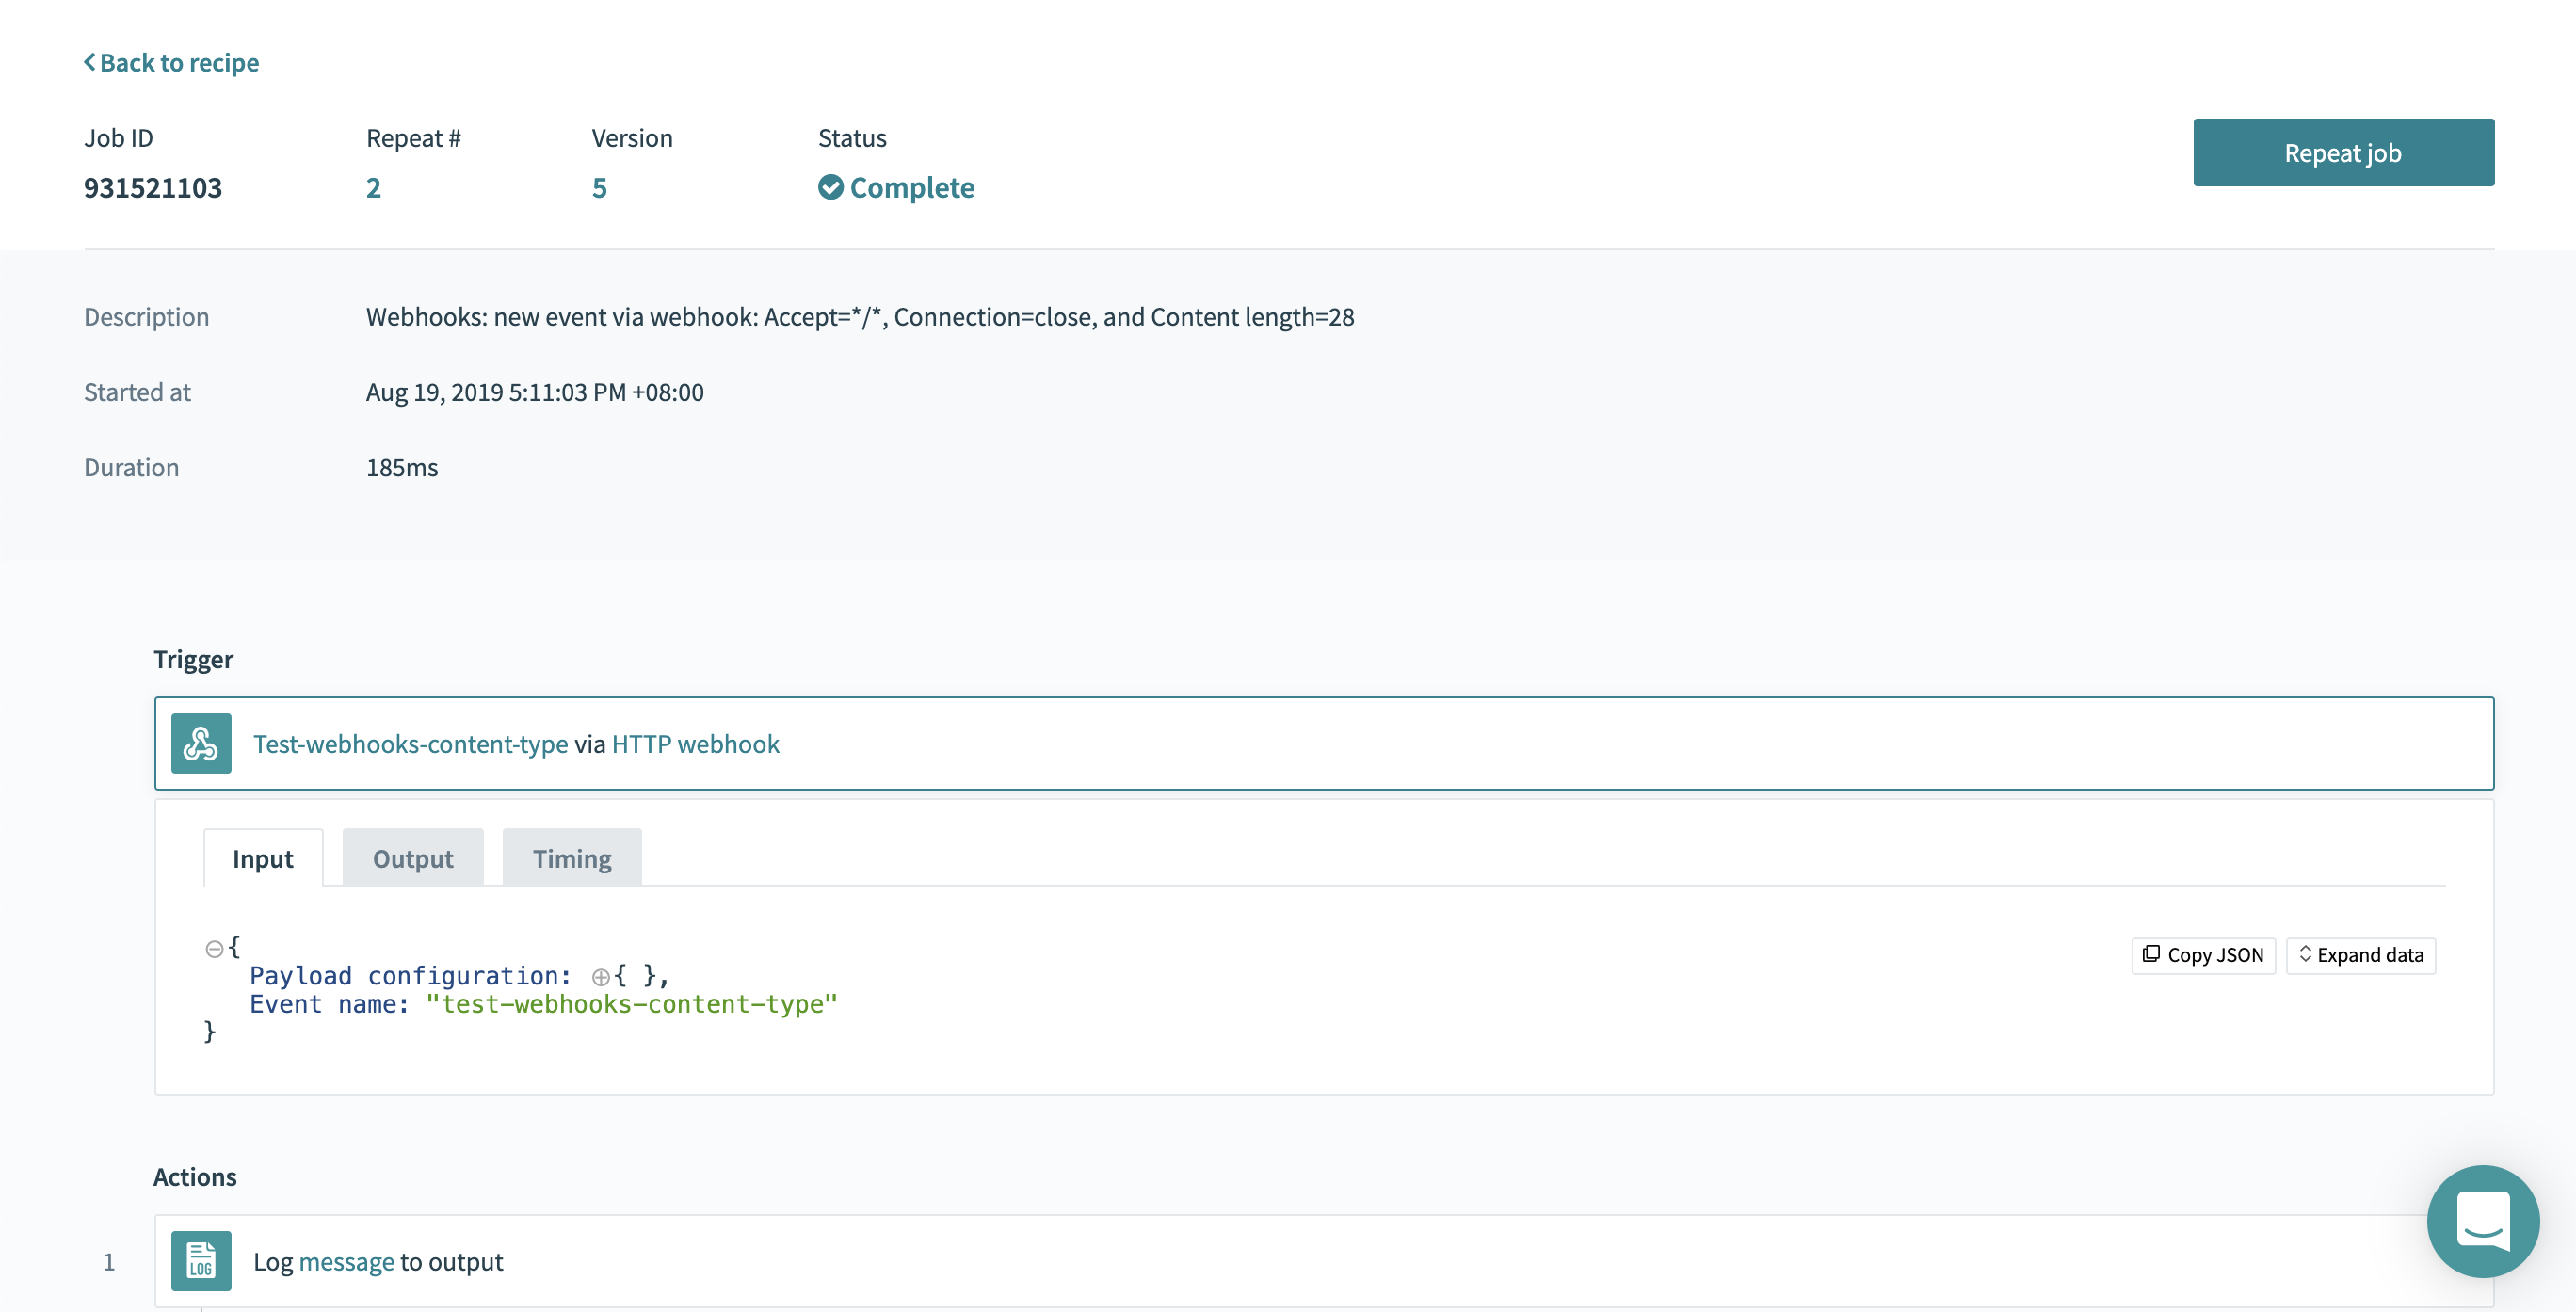 Back to recipe
Job ID Repeat # Version Status
931521103 2 5 Complete
Repeat job
Description Webhooks: new event via webhook: Accept=*/*, Connection=close, and Content length=28
Started at Aug 19, 2019 5:11:03 PM +08:00
Duration 185ms
Trigger
Test-webhooks-content-type via HTTP webhook
Input Output Timing
{
Copy JSON Expand data
Payload configuration: { },
Event name: "test-webhooks-content-type"
}
Actions
1 LOG Log message to output